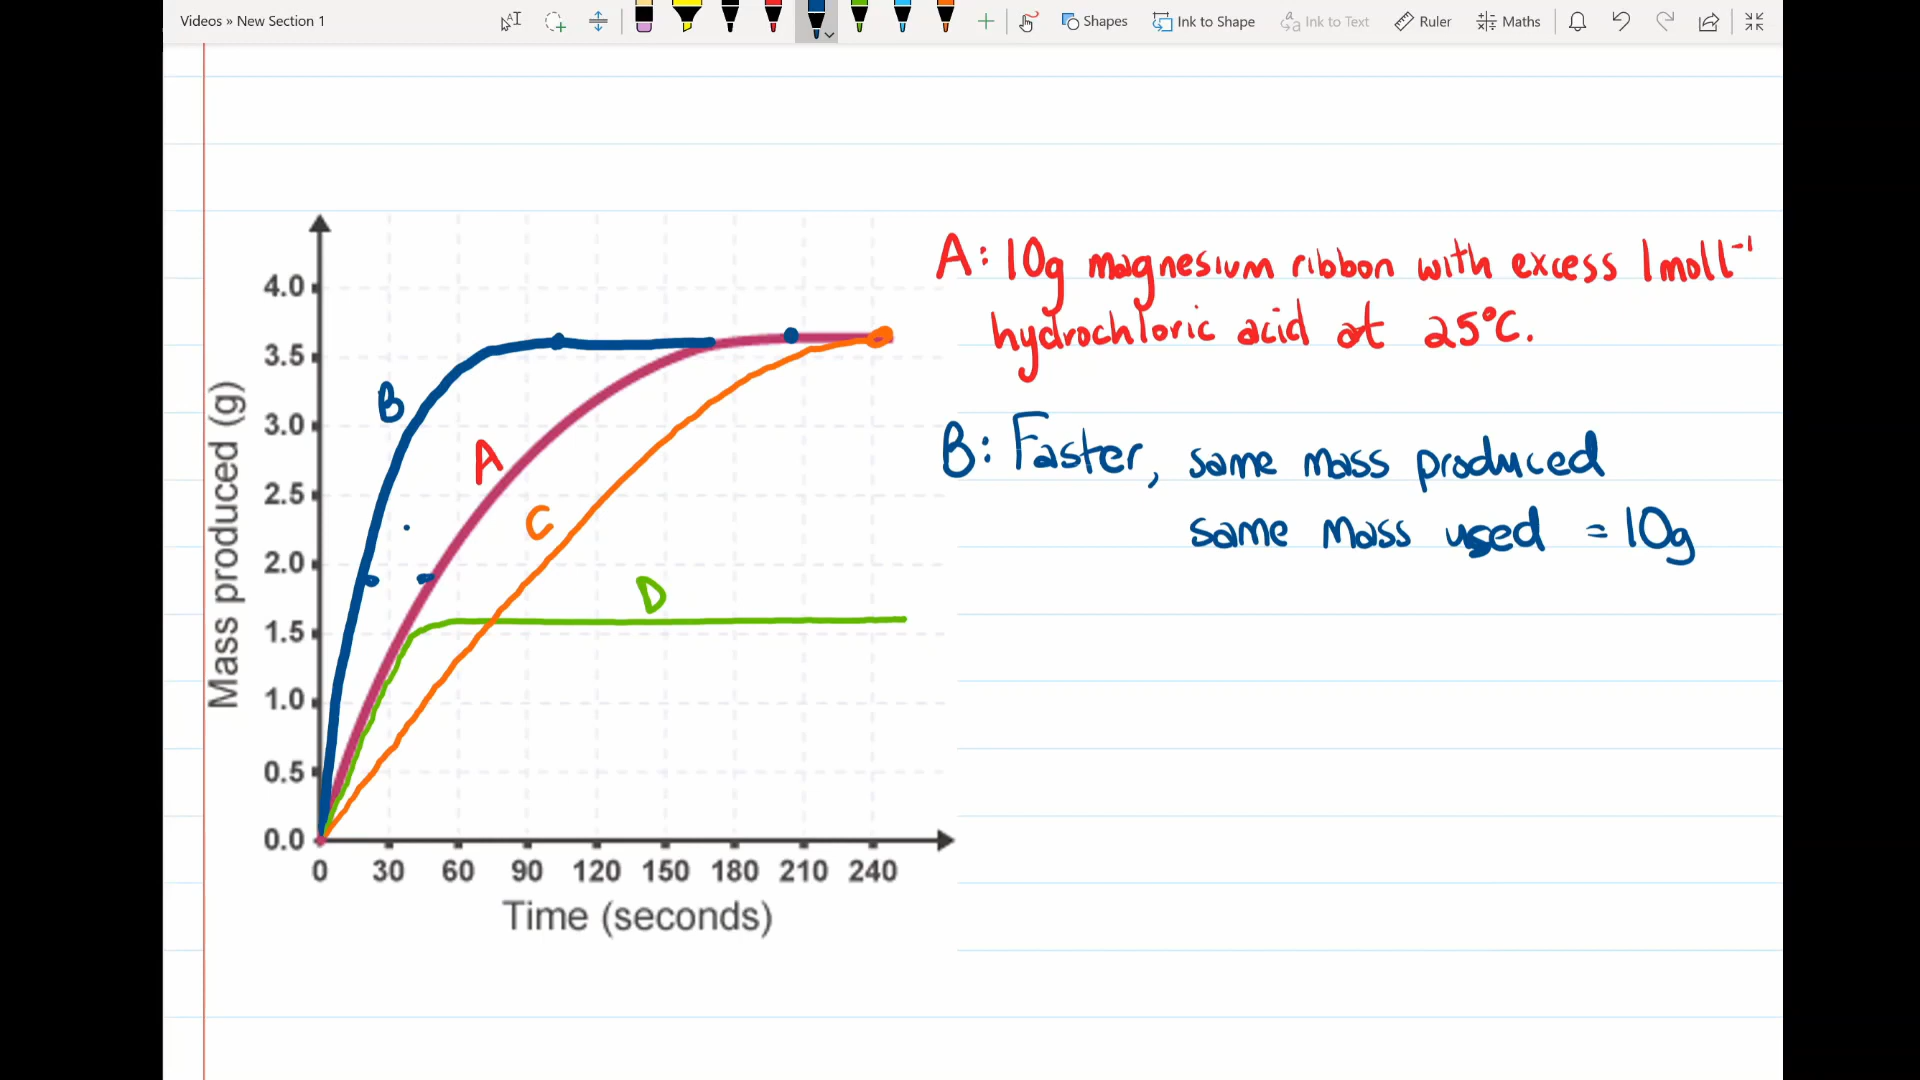 Videos » New Section 1
Shapes
Ink to Shape
Ink to Text
Ruler
Maths
4.0
3.5
3.0
2.5
2.0
1.5
1.0
0.5
0.0
Mass produced (g)
B
A
C
D
0 30 60 90 120 150 180 210 240
Time (seconds)
A: 10g magnesium ribbon with excess 1moll⁻¹
hydrochloric acid at 25°C.
B: Faster, same mass produced
same mass used = 10g